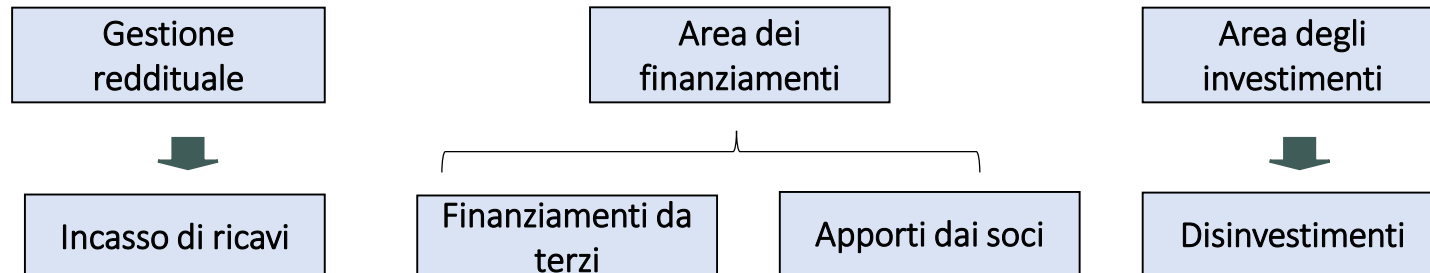 Gestione
reddituale
Area dei
finanziamenti
Area degli
investimenti
Incasso di ricavi
Finanziamenti da
terzi
Apporti dai soci
Disinvestimenti